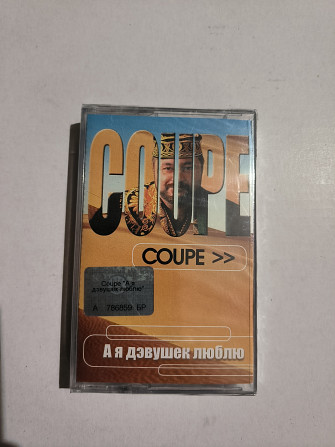 COUPE
COUPE >>
Coupe "А я
дэвушек люблю"
А 786859 БР
А я дэвушек люблю